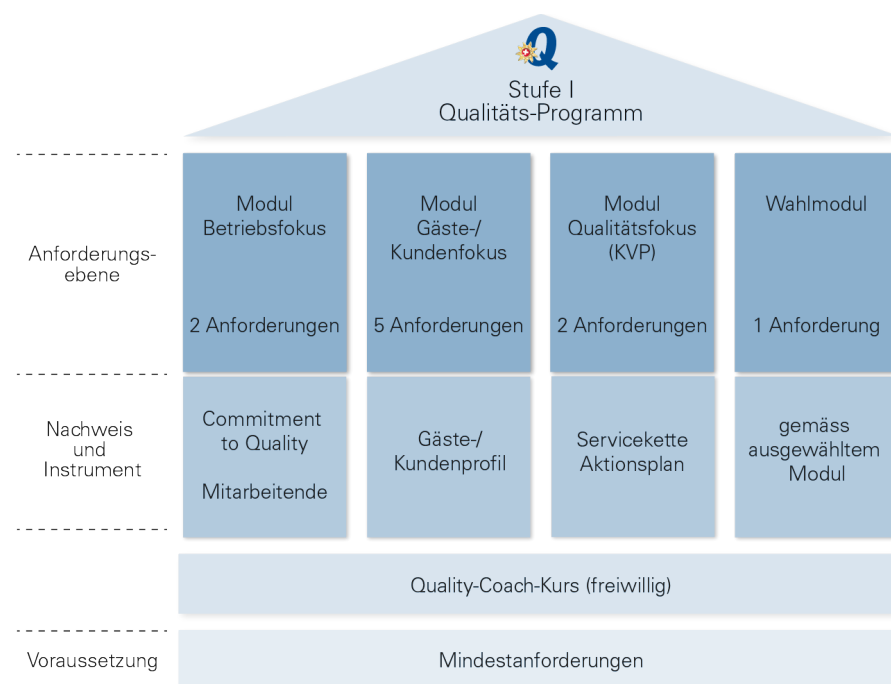 Q
Stufe I
Qualitäts-Programm
Anforderungs-
ebene
Modul
Betriebsfokus
2 Anforderungen
Modul
Gäste-/
Kundenfokus
5 Anforderungen
Modul
Qualitätsfokus
(KVP)
2 Anforderungen
Wahlmodul
1 Anforderung
Nachweis
und
Instrument
Commitment
to Quality
Mitarbeitende
Gäste-/
Kundenprofil
Servicekette
Aktionsplan
gemäss
ausgewähltem
Modul
Quality-Coach-Kurs (freiwillig)
Voraussetzung
Mindestanforderungen